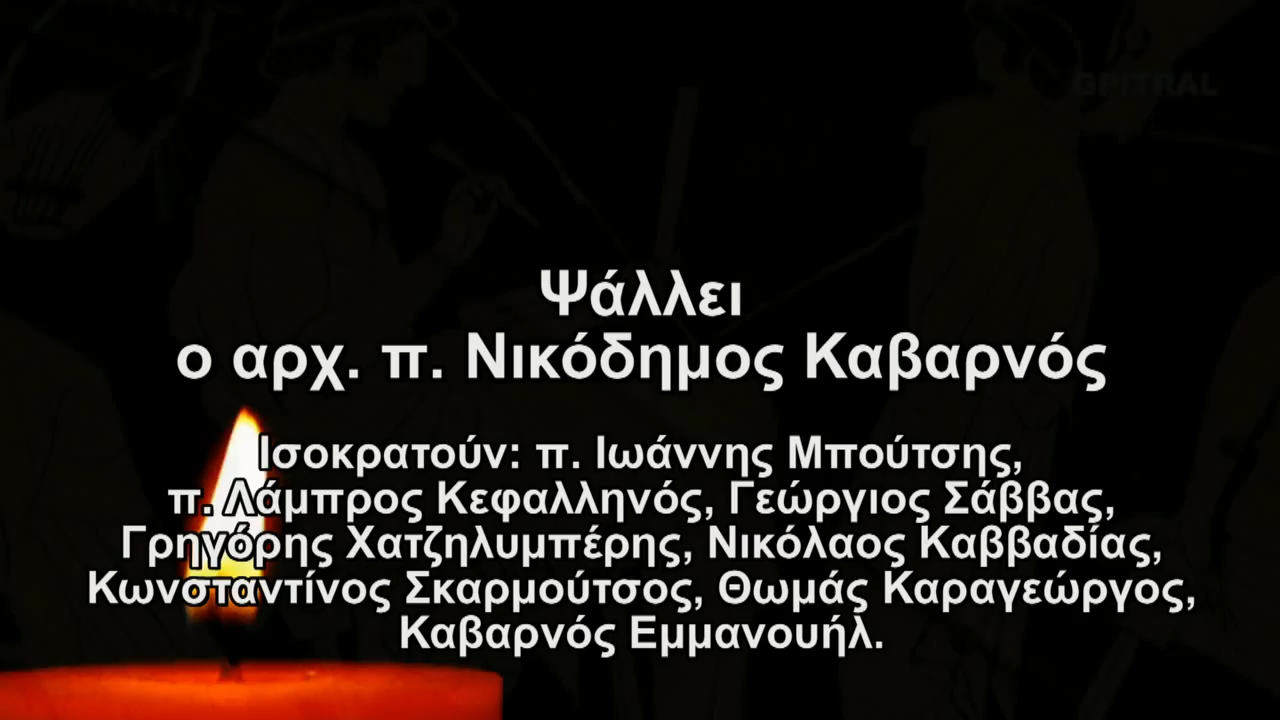 GPITRAL
Ψάλλει
ο αρχ. π. Νικόδημος Καβαρνός
Ισοκρατούν: π. Ιωάννης Μπούτσης,
π. Λάμπρος Κεφαλληνός, Γεώργιος Σάββας,
Γρηγόρης Χατζηλυμπέρης, Νικόλαος Καββαδίας,
Κωνσταντίνος Σκαρμούτσος, Θωμάς Καραγεώργος,
Καβαρνός Εμμανουήλ.